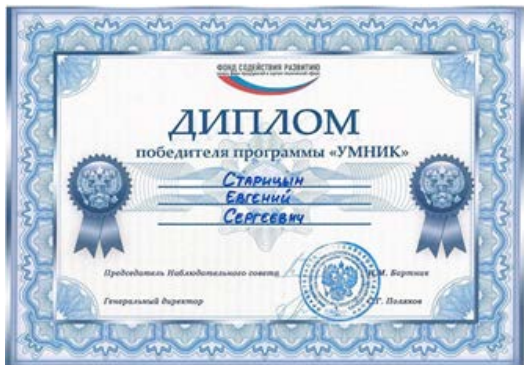 ФОНД СОДЕЙСТВИЯ РАЗВИТИЮ
ДИПЛОМ
победителя программы «УМНИК»
СТАРИЦЫН
ЕВГЕНИЙ
СЕРГЕЕВИЧ
Председатель Наблюдательного совета И.М. Бортник
Генеральный директор С.Г. Поляков